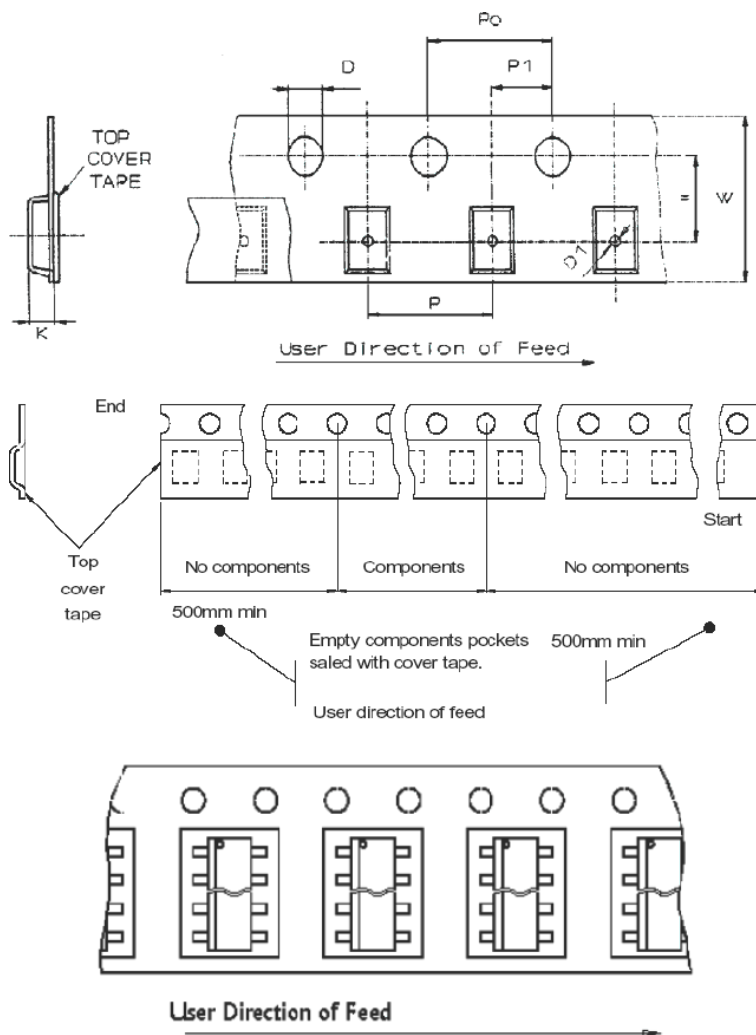 Po
D
P1
TOP
COVER
TAPE
F
W
D1
P
K
User Direction of Feed
End
Start
Top
cover
tape
No components
Components
No components
500mm min
Empty components pockets
saled with cover tape.
500mm min
User direction of feed
User Direction of Feed